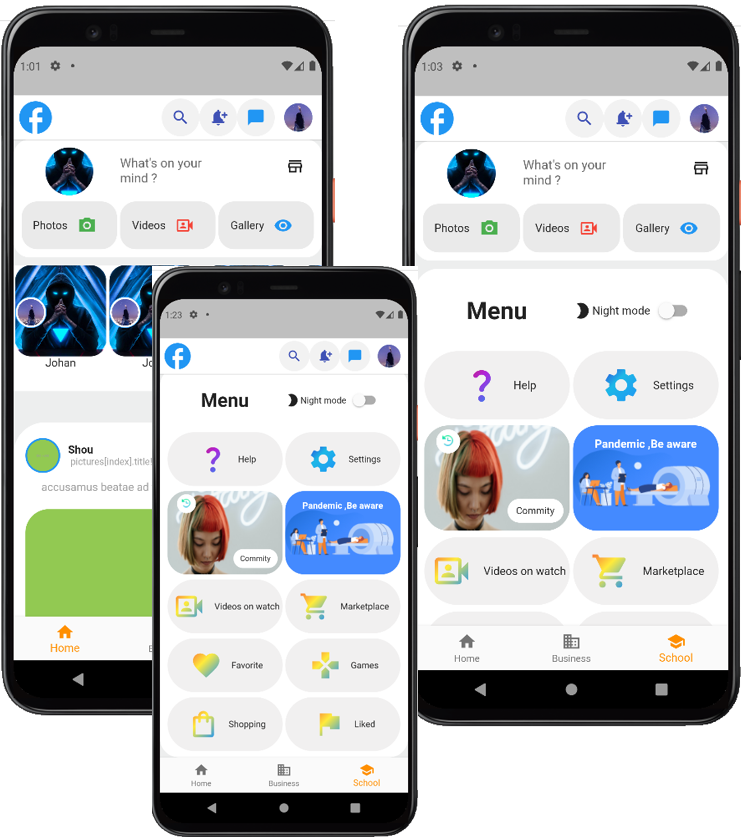 1:01
What's on your
mind ?
Photos
Videos
Gallery
Johan
Jo
Shou
pictures[index].title!
accusamus beatae ad
Home
B
1:23
Menu
Night mode
Help
Settings
Commity
Pandemic ,Be aware
Videos on watch
Marketplace
Favorite
Games
Shopping
Liked
Home
Business
School
1:03
What's on your
mind ?
Photos
Videos
Gallery
Menu
Night mode
Help
Settings
Commity
Pandemic ,Be aware
Videos on watch
Marketplace
Home
Business
School